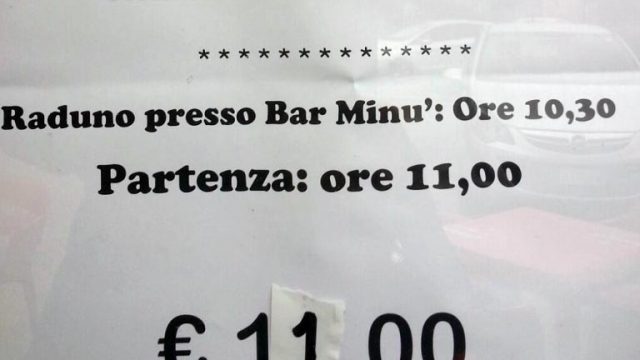 **************
Raduno presso Bar Minu': Ore 10,30
Partenza: ore 11,00
€ 11,00